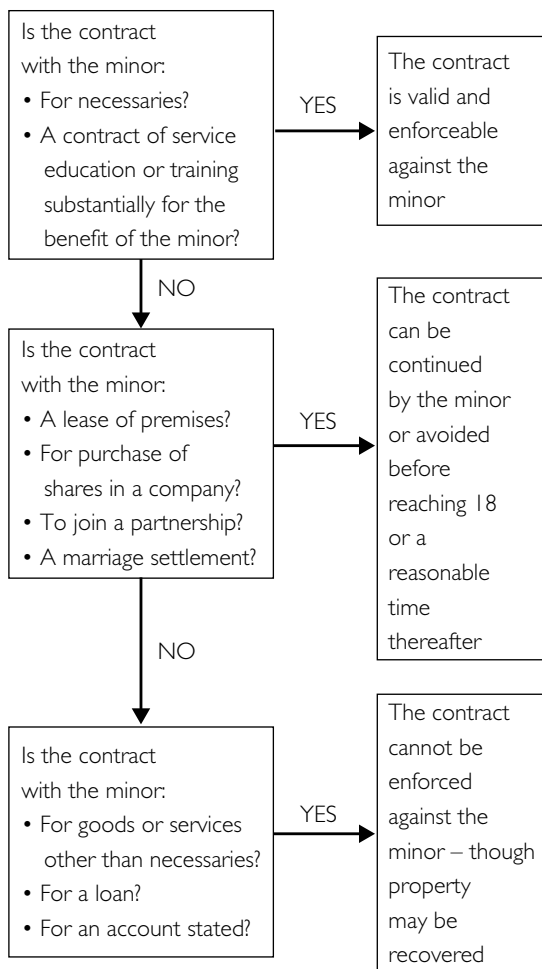 Is the contract
with the minor:
• For necessaries?
• A contract of service
education or training
substantially for the
benefit of the minor?
YES
The contract
is valid and
enforceable
against the
minor
NO
Is the contract
with the minor:
• A lease of premises?
• For purchase of
shares in a company?
• To join a partnership?
• A marriage settlement?
YES
The contract
can be
continued
by the minor
or avoided
before
reaching 18
or a
reasonable
time
thereafter
NO
Is the contract
with the minor:
• For goods or services
other than necessaries?
• For a loan?
• For an account stated?
YES
The contract
cannot be
enforced
against the
minor – though
property
may be
recovered